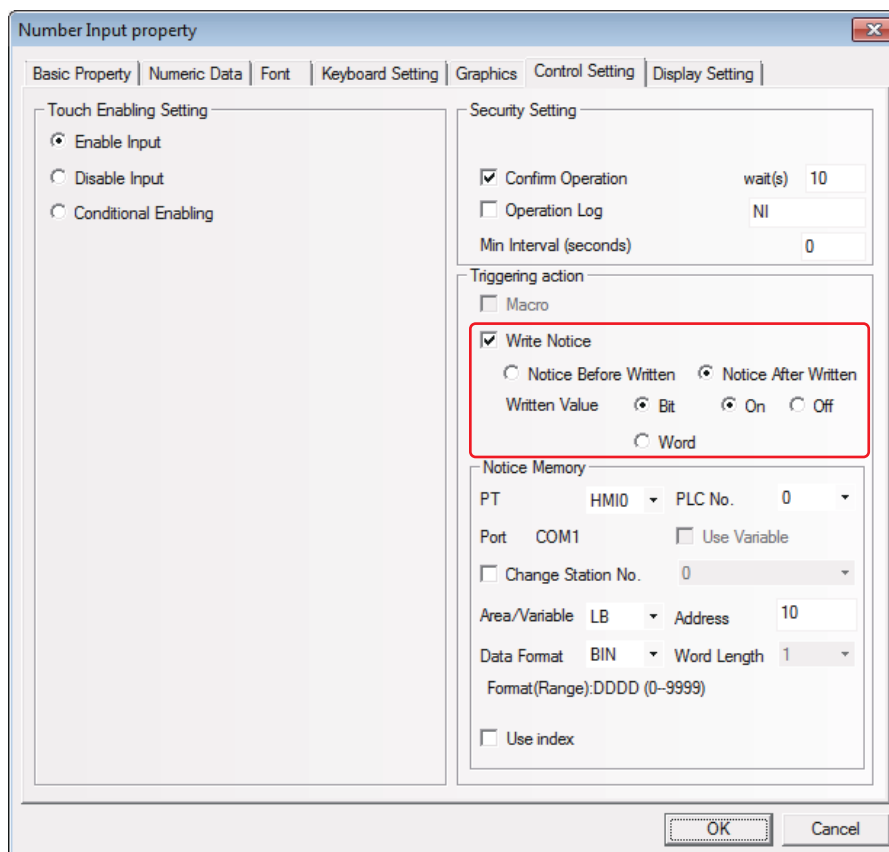 Number Input property
Basic Property Numeric Data Font Keyboard Setting Graphics Control Setting Display Setting
Touch Enabling Setting
Enable Input
Disable Input
Conditional Enabling
Security Setting
Confirm Operation wait(s) 10
Operation Log NI
Min Interval (seconds) 0
Triggering action
Macro
Write Notice
Notice Before Written Notice After Written
Written Value Bit On Off
Word
Notice Memory
PT HMI0 PLC No. 0
Port COM1 Use Variable
Change Station No. 0
Area/Variable LB Address 10
Data Format BIN Word Length 1
Format(Range):DDDD (0--9999)
Use index
OK Cancel